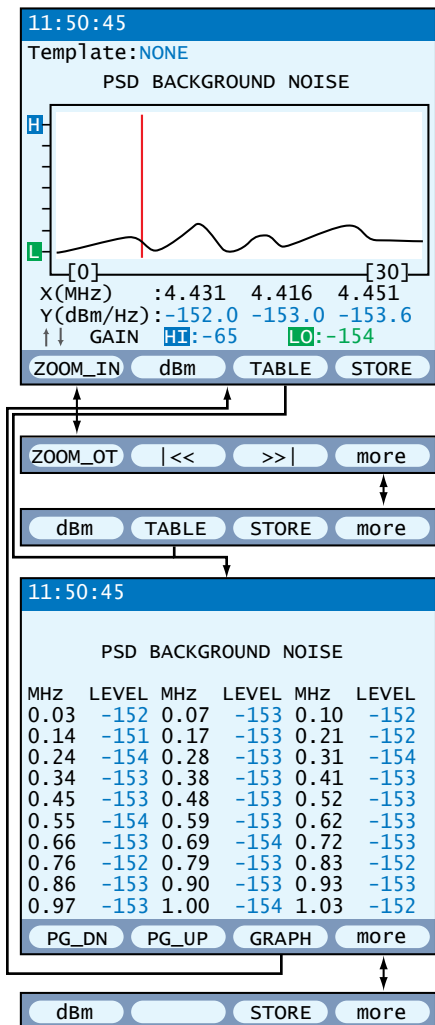 11:50:45
Template:NONE
PSD BACKGROUND NOISE
H
L
[0] [30]
X(MHz) :4.431 4.416 4.451
Y(dBm/Hz):-152.0 -153.0 -153.6
↑↓ GAIN HI:-65 LO:-154
ZOOM_IN dBm TABLE STORE
ZOOM_OT |<< >>| more
dBm TABLE STORE more
11:50:45
PSD BACKGROUND NOISE
MHz LEVEL MHz LEVEL MHz LEVEL
0.03 -152 0.07 -153 0.10 -152
0.14 -151 0.17 -153 0.21 -152
0.24 -154 0.28 -153 0.31 -154
0.34 -153 0.38 -153 0.41 -153
0.45 -153 0.48 -153 0.52 -153
0.55 -154 0.59 -153 0.62 -153
0.66 -153 0.69 -154 0.72 -153
0.76 -152 0.79 -153 0.83 -152
0.86 -153 0.90 -153 0.93 -153
0.97 -153 1.00 -154 1.03 -152
PG_DN PG_UP GRAPH more
dBm STORE more